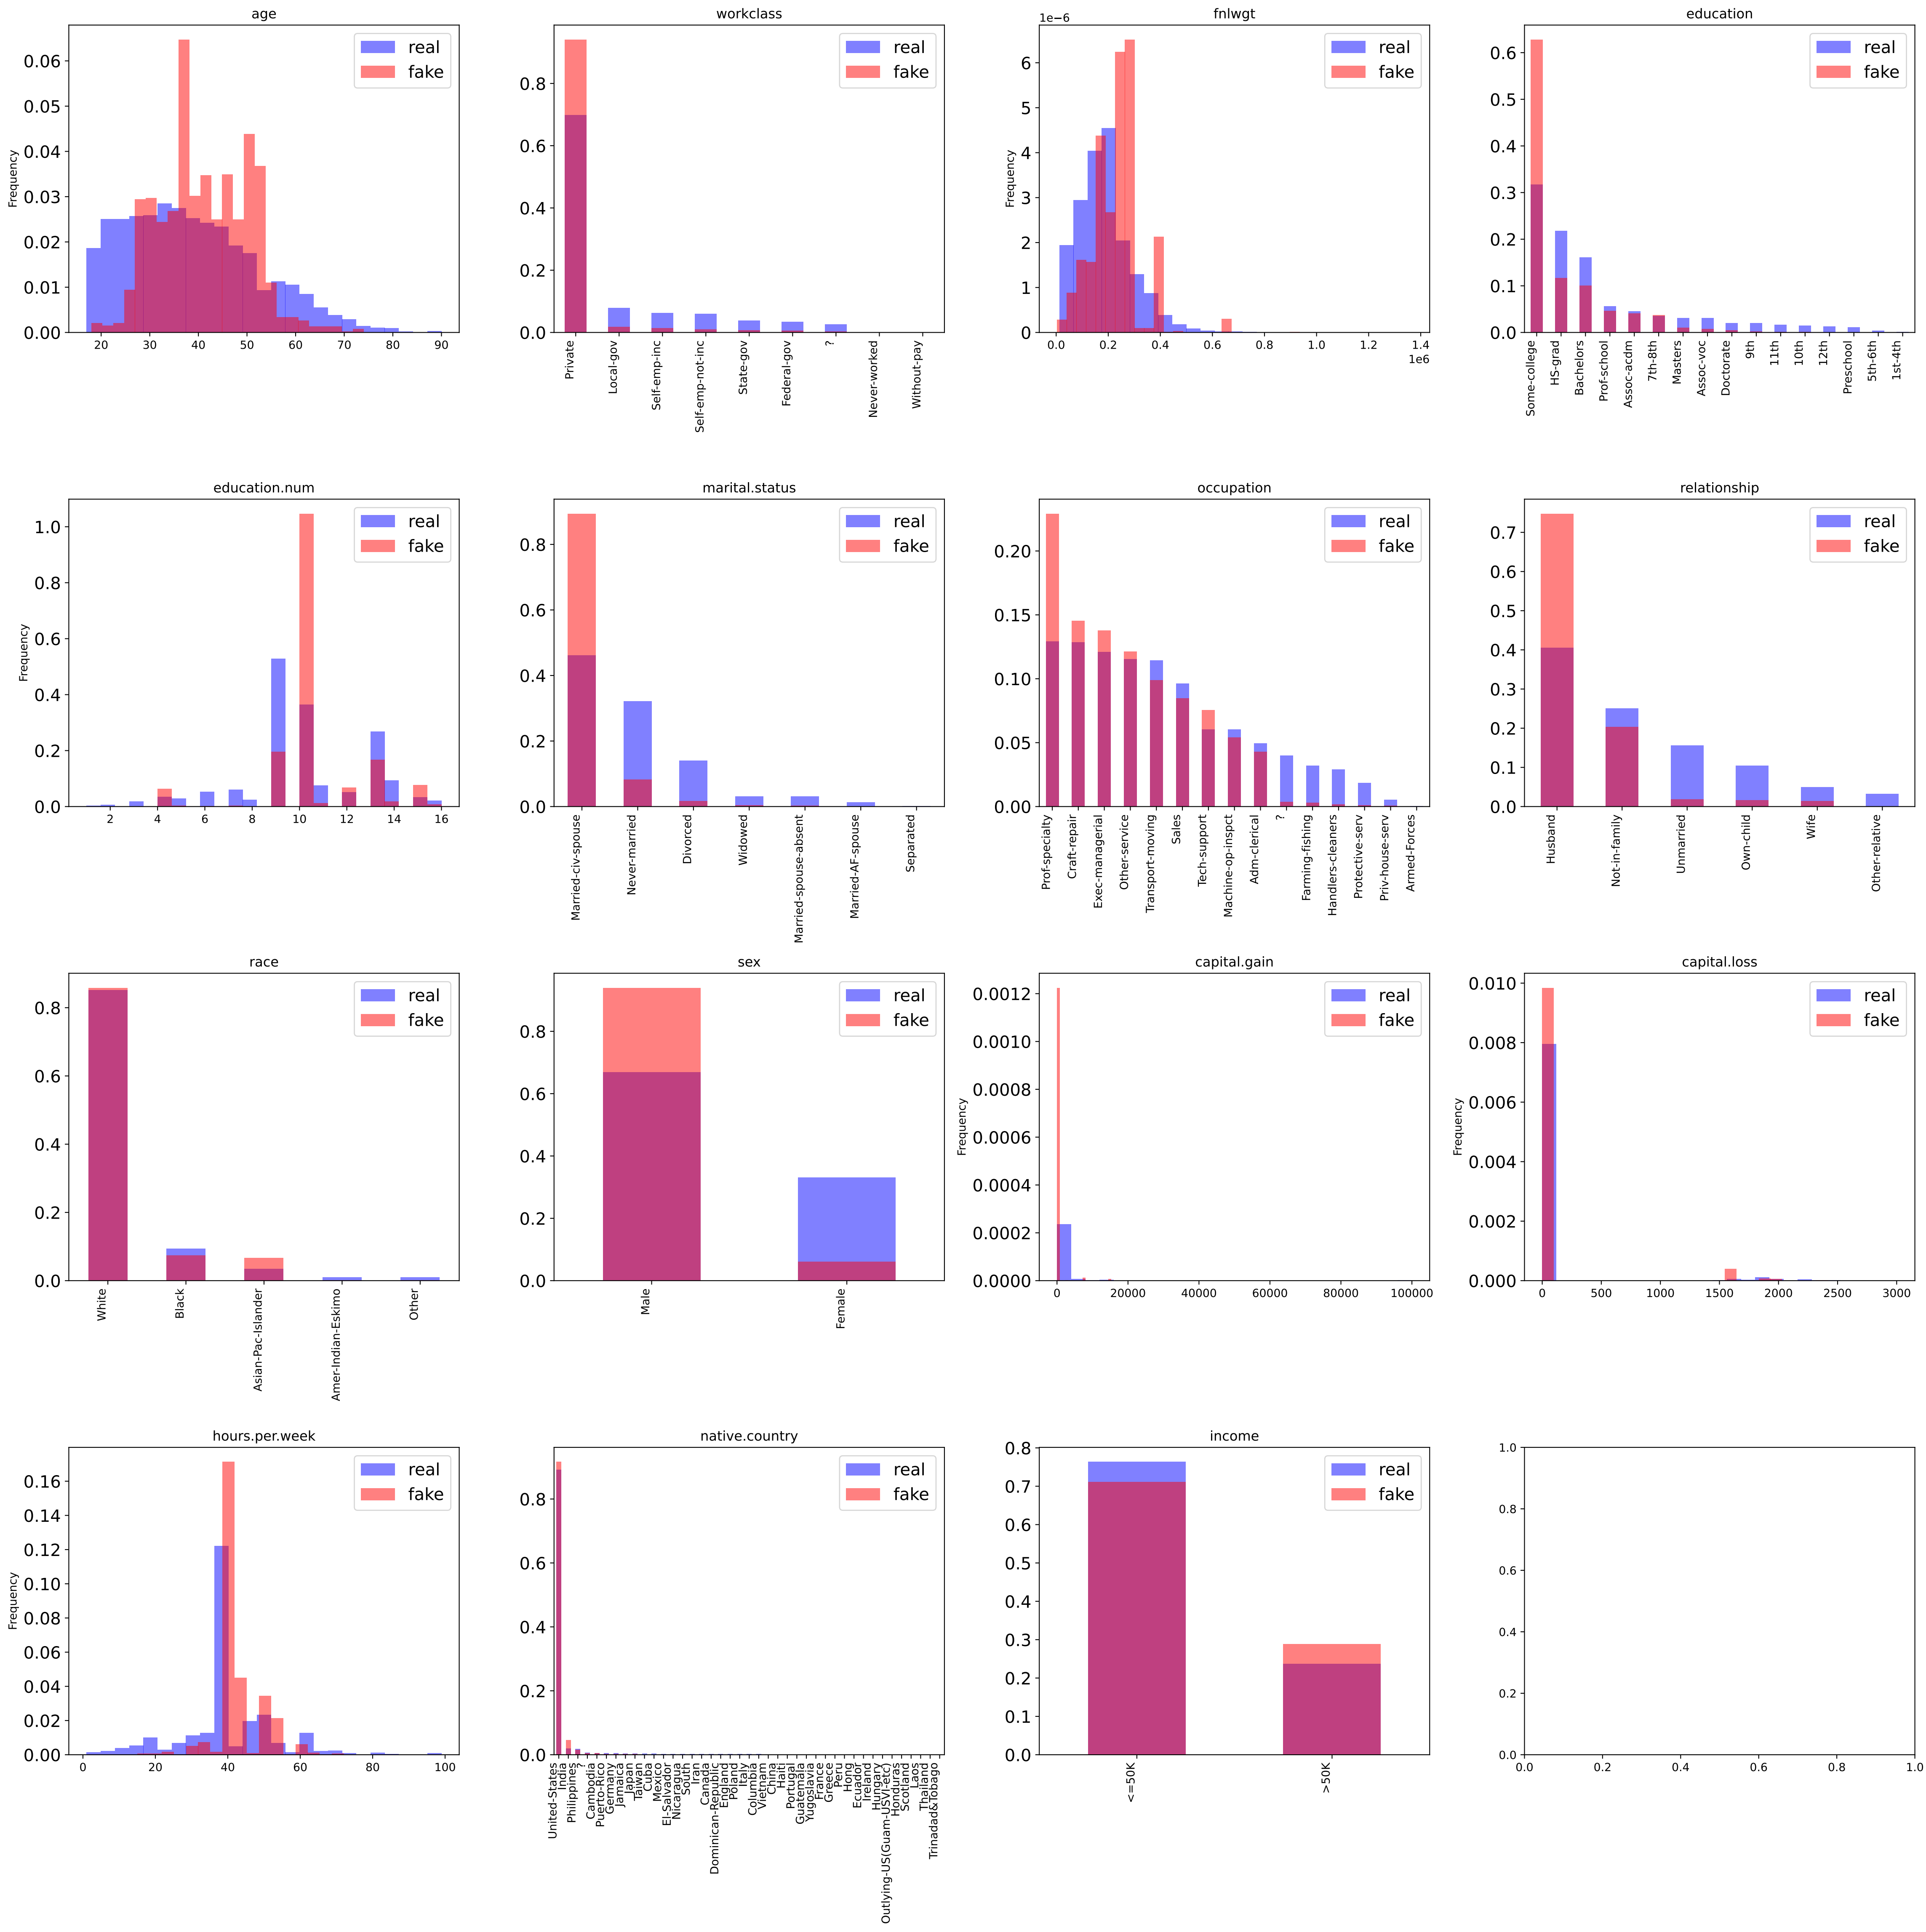 age
Frequency
0.06
0.05
0.04
0.03
0.02
0.01
0.00
20 30 40 50 60 70 80 90
real
fake
workclass
0.8
0.6
0.4
0.2
0.0
Private
Local-gov
Self-emp-inc
Self-emp-not-inc
State-gov
Federal-gov
?
Never-worked
Without-pay
real
fake
fnlwgt
1e−6
Frequency
6
5
4
3
2
1
0
0.0 0.2 0.4 0.6 0.8 1.0 1.2 1.4
1e6
real
fake
education
0.6
0.5
0.4
0.3
0.2
0.1
0.0
Some-college
HS-grad
Bachelors
Prof-school
Assoc-acdm
7th-8th
Masters
Assoc-voc
Doctorate
9th
11th
10th
12th
Preschool
5th-6th
1st-4th
real
fake
education.num
Frequency
1.0
0.8
0.6
0.4
0.2
0.0
2 4 6 8 10 12 14 16
real
fake
marital.status
0.8
0.6
0.4
0.2
0.0
Married-civ-spouse
Never-married
Divorced
Widowed
Married-spouse-absent
Married-AF-spouse
Separated
real
fake
occupation
0.20
0.15
0.10
0.05
0.00
Prof-specialty
Craft-repair
Exec-managerial
Other-service
Transport-moving
Sales
Tech-support
Machine-op-inspct
Adm-clerical
?
Farming-fishing
Handlers-cleaners
Protective-serv
Priv-house-serv
Armed-Forces
real
fake
relationship
0.7
0.6
0.5
0.4
0.3
0.2
0.1
0.0
Husband
Not-in-family
Unmarried
Own-child
Wife
Other-relative
real
fake
race
0.8
0.6
0.4
0.2
0.0
White
Black
Asian-Pac-Islander
Amer-Indian-Eskimo
Other
real
fake
sex
0.8
0.6
0.4
0.2
0.0
Male
Female
real
fake
capital.gain
Frequency
0.0012
0.0010
0.0008
0.0006
0.0004
0.0002
0.0000
0 20000 40000 60000 80000 100000
real
fake
capital.loss
Frequency
0.010
0.008
0.006
0.004
0.002
0.000
0 500 1000 1500 2000 2500 3000
real
fake
hours.per.week
Frequency
0.16
0.14
0.12
0.10
0.08
0.06
0.04
0.02
0.00
0 20 40 60 80 100
real
fake
native.country
0.8
0.6
0.4
0.2
0.0
United-States
India
Philippines
?
Cambodia
Puerto-Rico
Germany
Jamaica
Japan
Taiwan
Cuba
Mexico
El-Salvador
Nicaragua
South
Iran
Canada
Dominican-Republic
England
Poland
Italy
Columbia
Vietnam
China
Haiti
Portugal
Guatemala
Yugoslavia
France
Greece
Peru
Hong
Ecuador
Ireland
Hungary
Outlying-US(Guam-USVI-etc)
Honduras
Scotland
Laos
Thailand
Trinadad&Tobago
real
fake
income
0.8
0.7
0.6
0.5
0.4
0.3
0.2
0.1
0.0
<=50K
>50K
real
fake
1.0
0.8
0.6
0.4
0.2
0.0
0.0 0.2 0.4 0.6 0.8 1.0